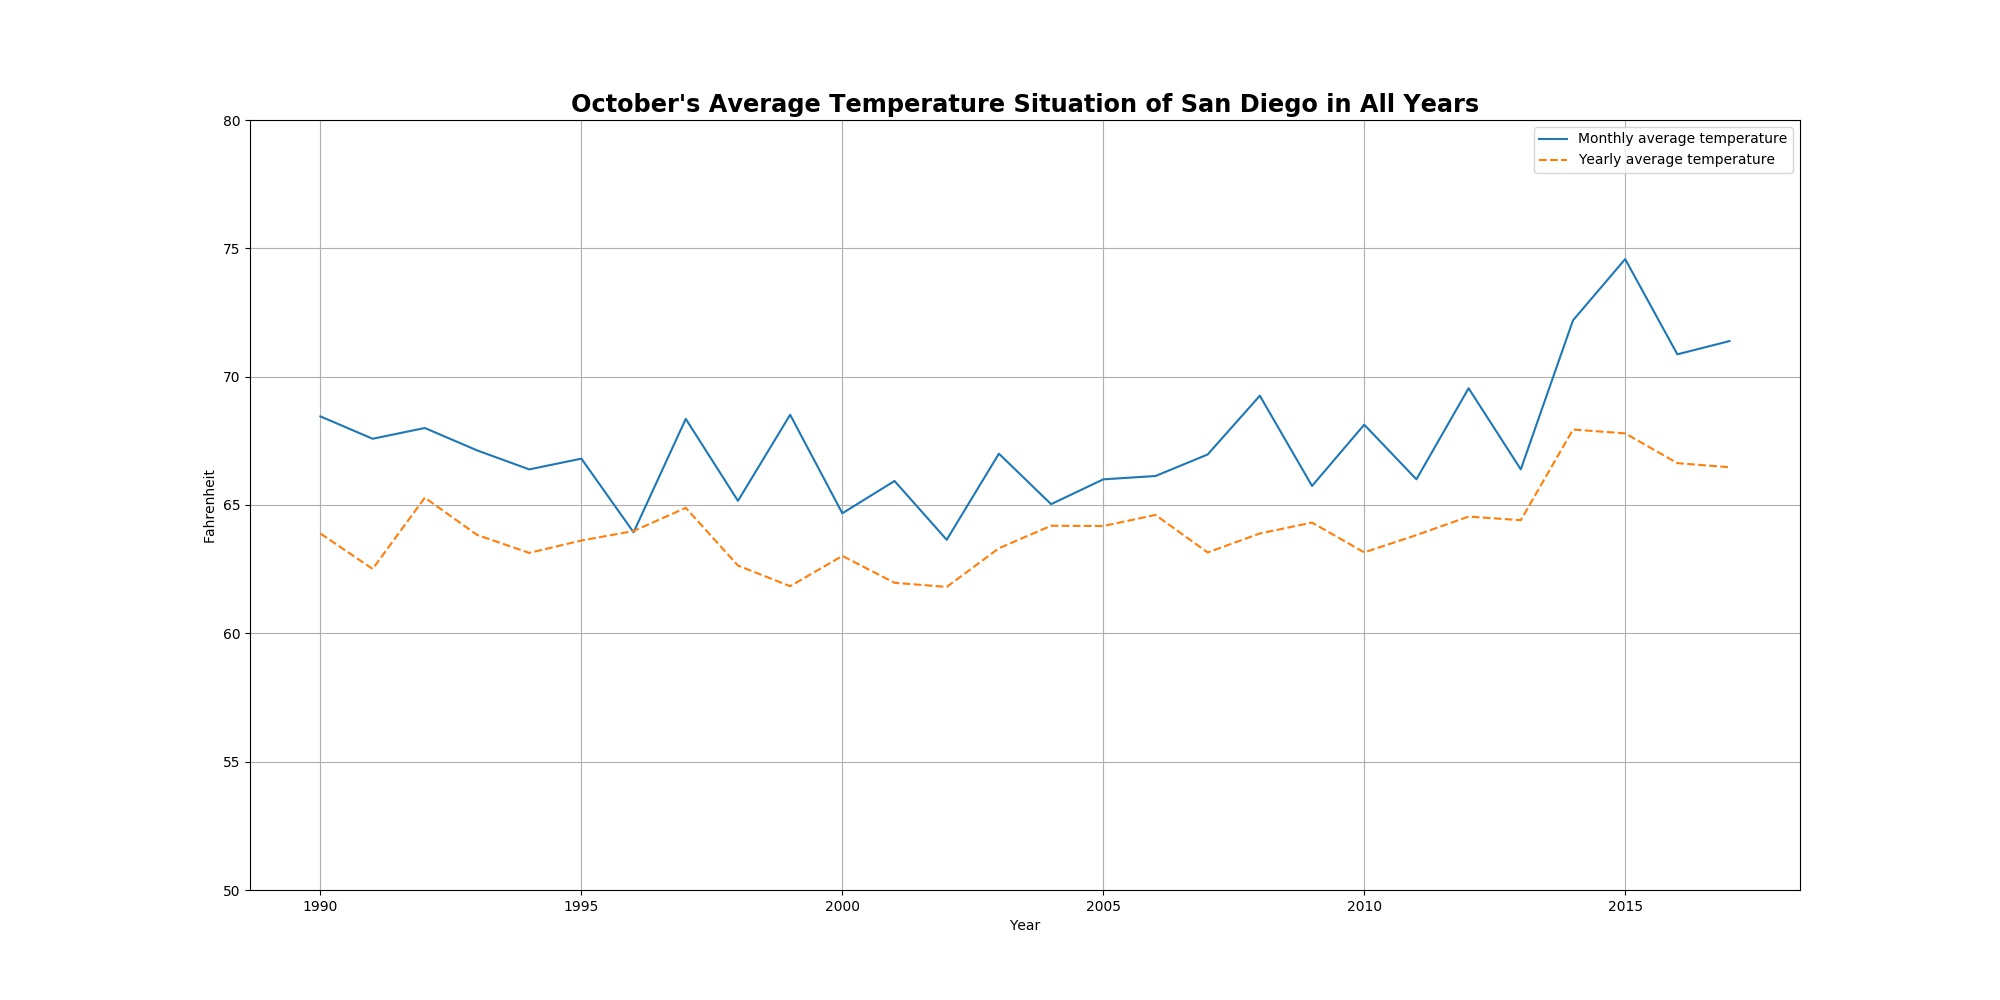 October's Average Temperature Situation of San Diego in All Years
Monthly average temperature
Yearly average temperature
80
75
70
65
60
55
50
Fahrenheit
1990 1995 2000 2005 2010 2015
Year